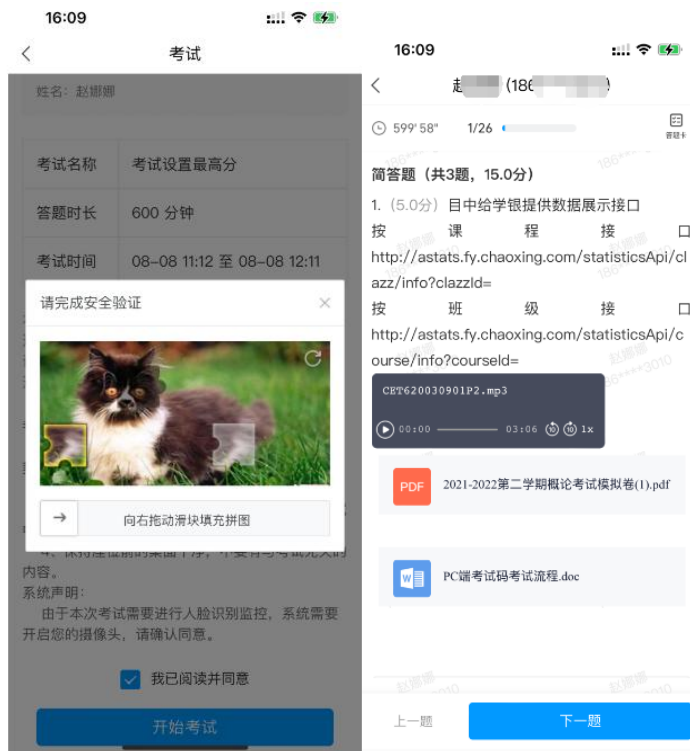 16:09
考试
姓名：赵娜娜
考试名称 考试设置最高分
答题时长 600 分钟
考试时间 08-08 11:12 至 08-08 12:11
请完成安全验证
向右拖动滑块填充拼图
内容。
系统声明：
由于本次考试需要进行人脸识别监控，系统需要
开启您的摄像头，请确认同意。
我已阅读并同意
开始考试
16:09
(186
599'58" 1/26
答题卡
简答题（共3题，15.0分）
1.（5.0分）目中给学银提供数据展示接口
按 课 程 接 口
http://astats.fy.chaoxing.com/statisticsApi/cl
azz/info?clazzId=
按 班 级 接 口
http://astats.fy.chaoxing.com/statisticsApi/c
ourse/info?courseId=
CET620030901P2.mp3
00:00 03:06 10 10 1x
PDF 2021-2022第二学期概论考试模拟卷(1).pdf
W PC端考试码考试流程.doc
上一题 下一题